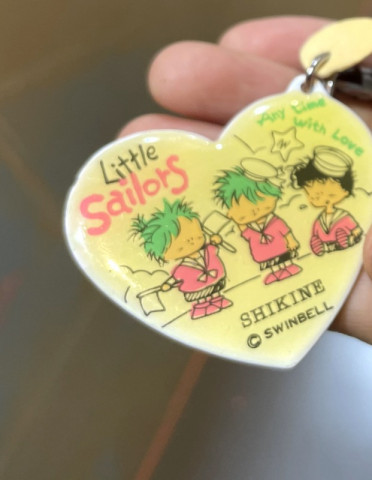 Little
Sailors
Any time
with Love
SHIKINE
© SWINBELL